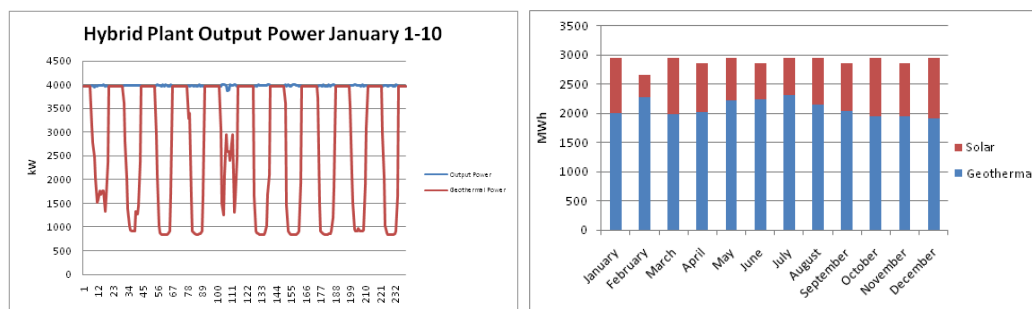 Hybrid Plant Output Power January 1-10
4500
4000
3500
3000
2500
2000
1500
1000
500
0
kW
1 12 23 34 45 56 67 78 89 100 111 122 133 144 155 166 177 188 199 210 221 232
Output Power
Geothermal Power
3500
3000
2500
2000
1500
1000
500
0
MWh
January
February
March
April
May
June
July
August
September
October
November
December
Solar
Geotherma